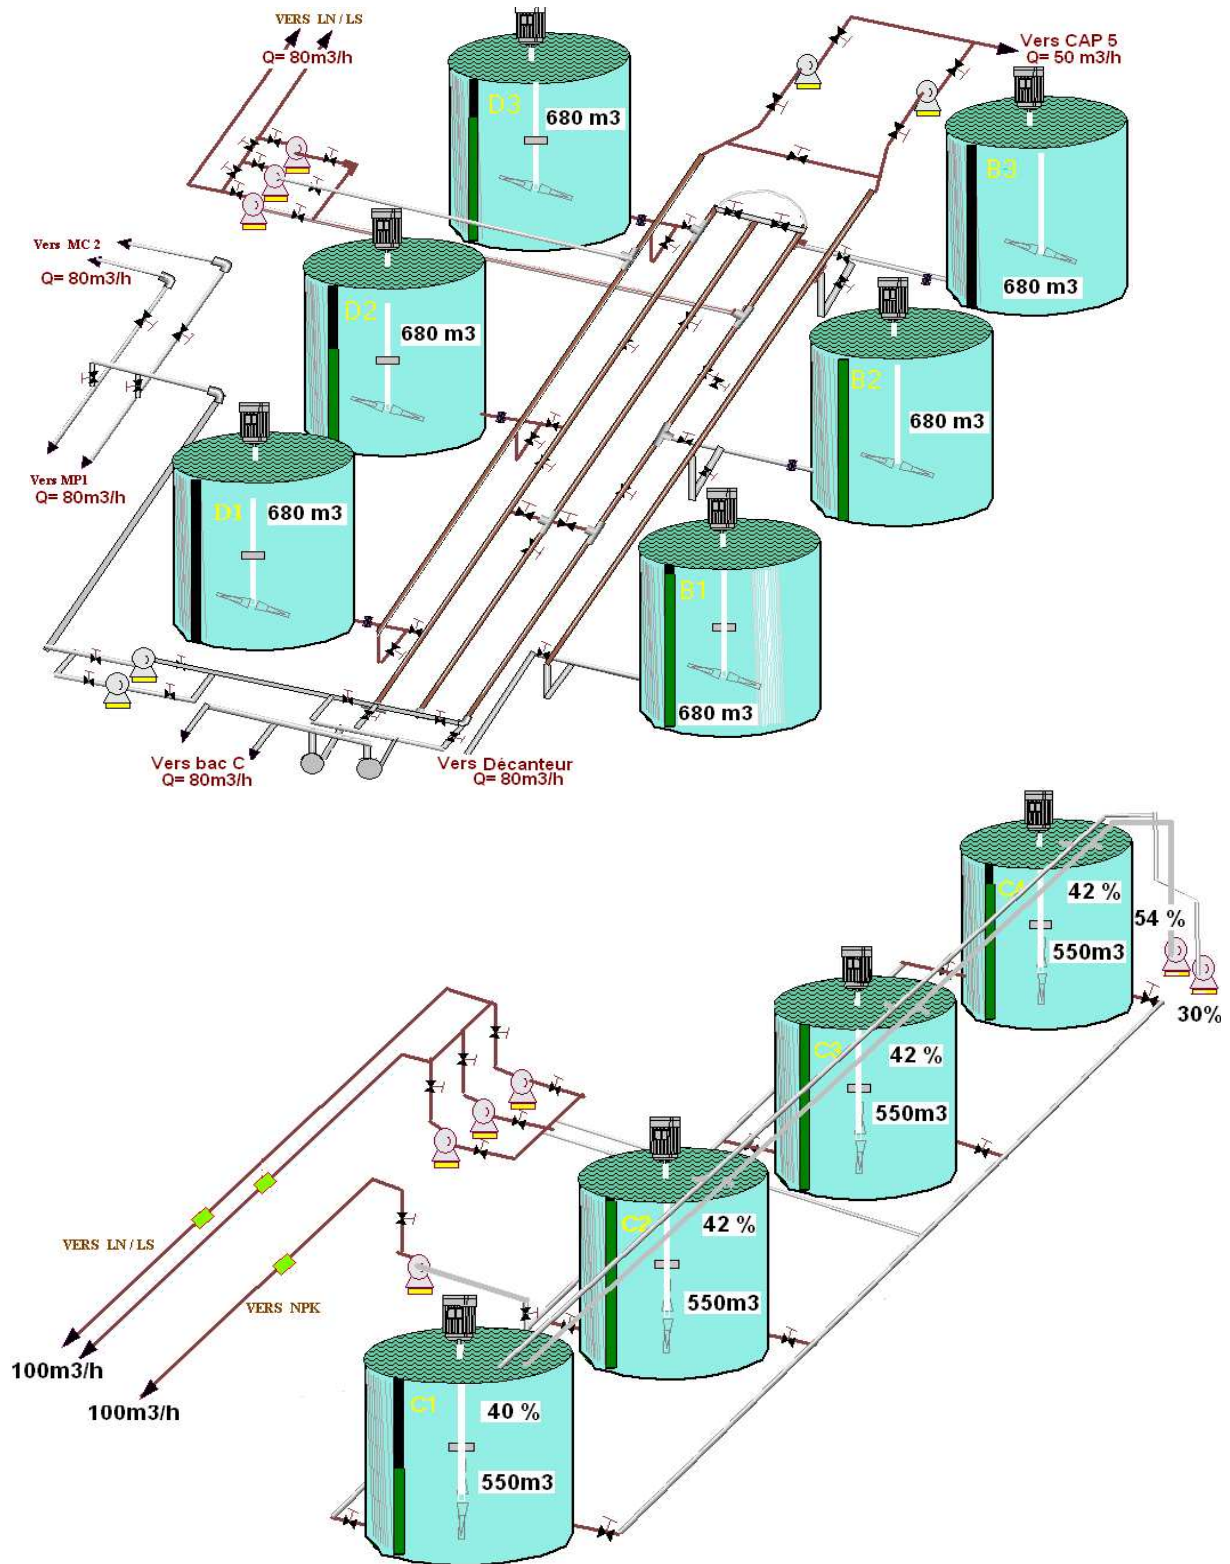 VERS LN / LS
Q= 80m3/h
Vers CAP 5
Q= 50 m3/h
D3
680 m3
B3
680 m3
Vers MC 2
Q= 80m3/h
D2
680 m3
B2
680 m3
Vers MP1
Q= 80m3/h
D1
680 m3
B1
680 m3
Vers bac C
Q= 80m3/h
Vers Décanteur
Q= 80m3/h
C4
42 %
54 %
550m3
30%
C3
42 %
550m3
C2
42 %
550m3
VERS LN / LS
VERS NPK
100m3/h
100m3/h
C1
40 %
550m3